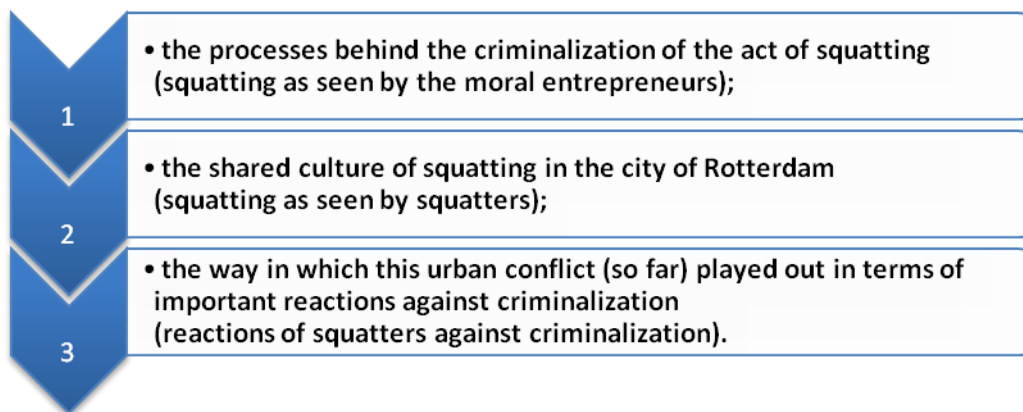 1
• the processes behind the criminalization of the act of squatting
(squatting as seen by the moral entrepreneurs);
2
• the shared culture of squatting in the city of Rotterdam
(squatting as seen by squatters);
3
• the way in which this urban conflict (so far) played out in terms of
important reactions against criminalization
(reactions of squatters against criminalization).